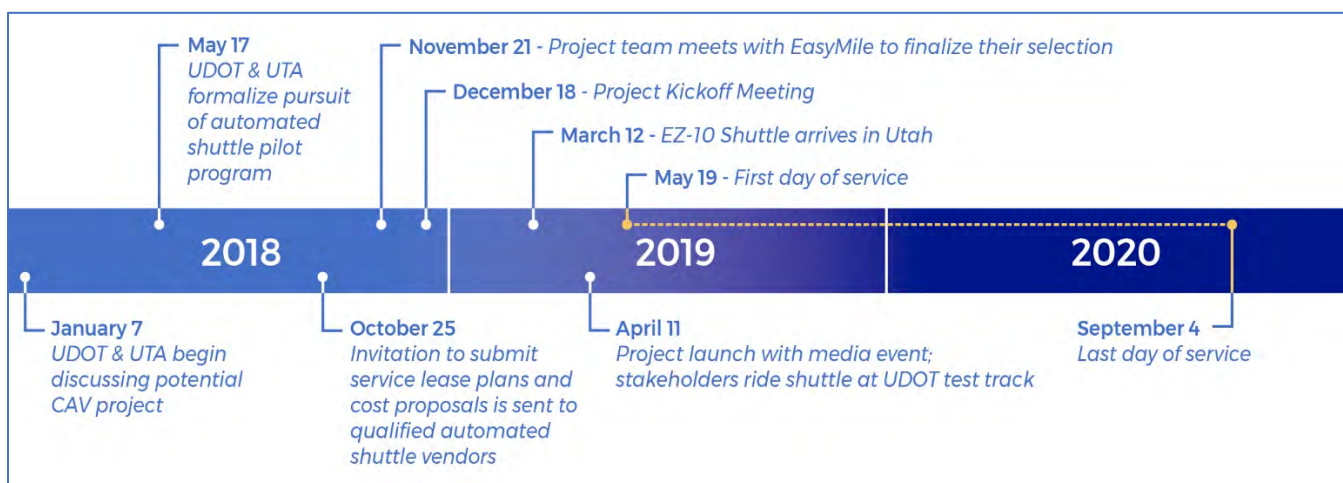 May 17
UDOT & UTA
formalize pursuit
of automated
shuttle pilot
program
November 21 - Project team meets with EasyMile to finalize their selection
December 18 - Project Kickoff Meeting
March 12 - EZ-10 Shuttle arrives in Utah
May 19 - First day of service
2018
2019
2020
January 7
UDOT & UTA begin
discussing potential
CAV project
October 25
Invitation to submit
service lease plans and
cost proposals is sent to
qualified automated
shuttle vendors
April 11
Project launch with media event;
stakeholders ride shuttle at UDOT test track
September 4
Last day of service